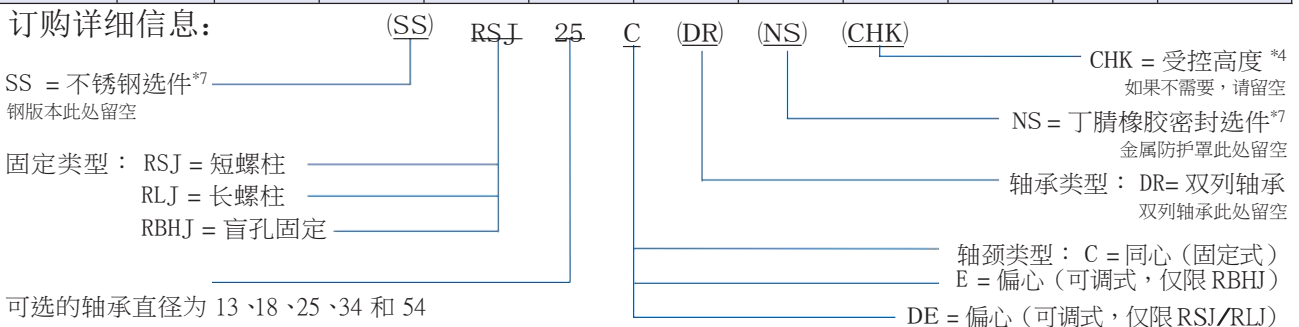 订购详细信息：
(SS) RSJ 25 C (DR) (NS) (CHK)
SS = 不锈钢选件*7
钢版本此处留空
固定类型： RSJ = 短螺柱
RLJ = 长螺柱
RBHJ = 盲孔固定
可选的轴承直径为 13、18、25、34 和 54
CHK = 受控高度 *4
如果不需要，请留空
NS = 丁腈橡胶密封选件*7
金属防护罩此处留空
轴承类型： DR= 双列轴承
双列轴承此处留空
轴颈类型： C = 同心（固定式）
E = 偏心（可调式，仅限 RBHJ）
DE = 偏心（可调式，仅限 RSJ/RLJ）